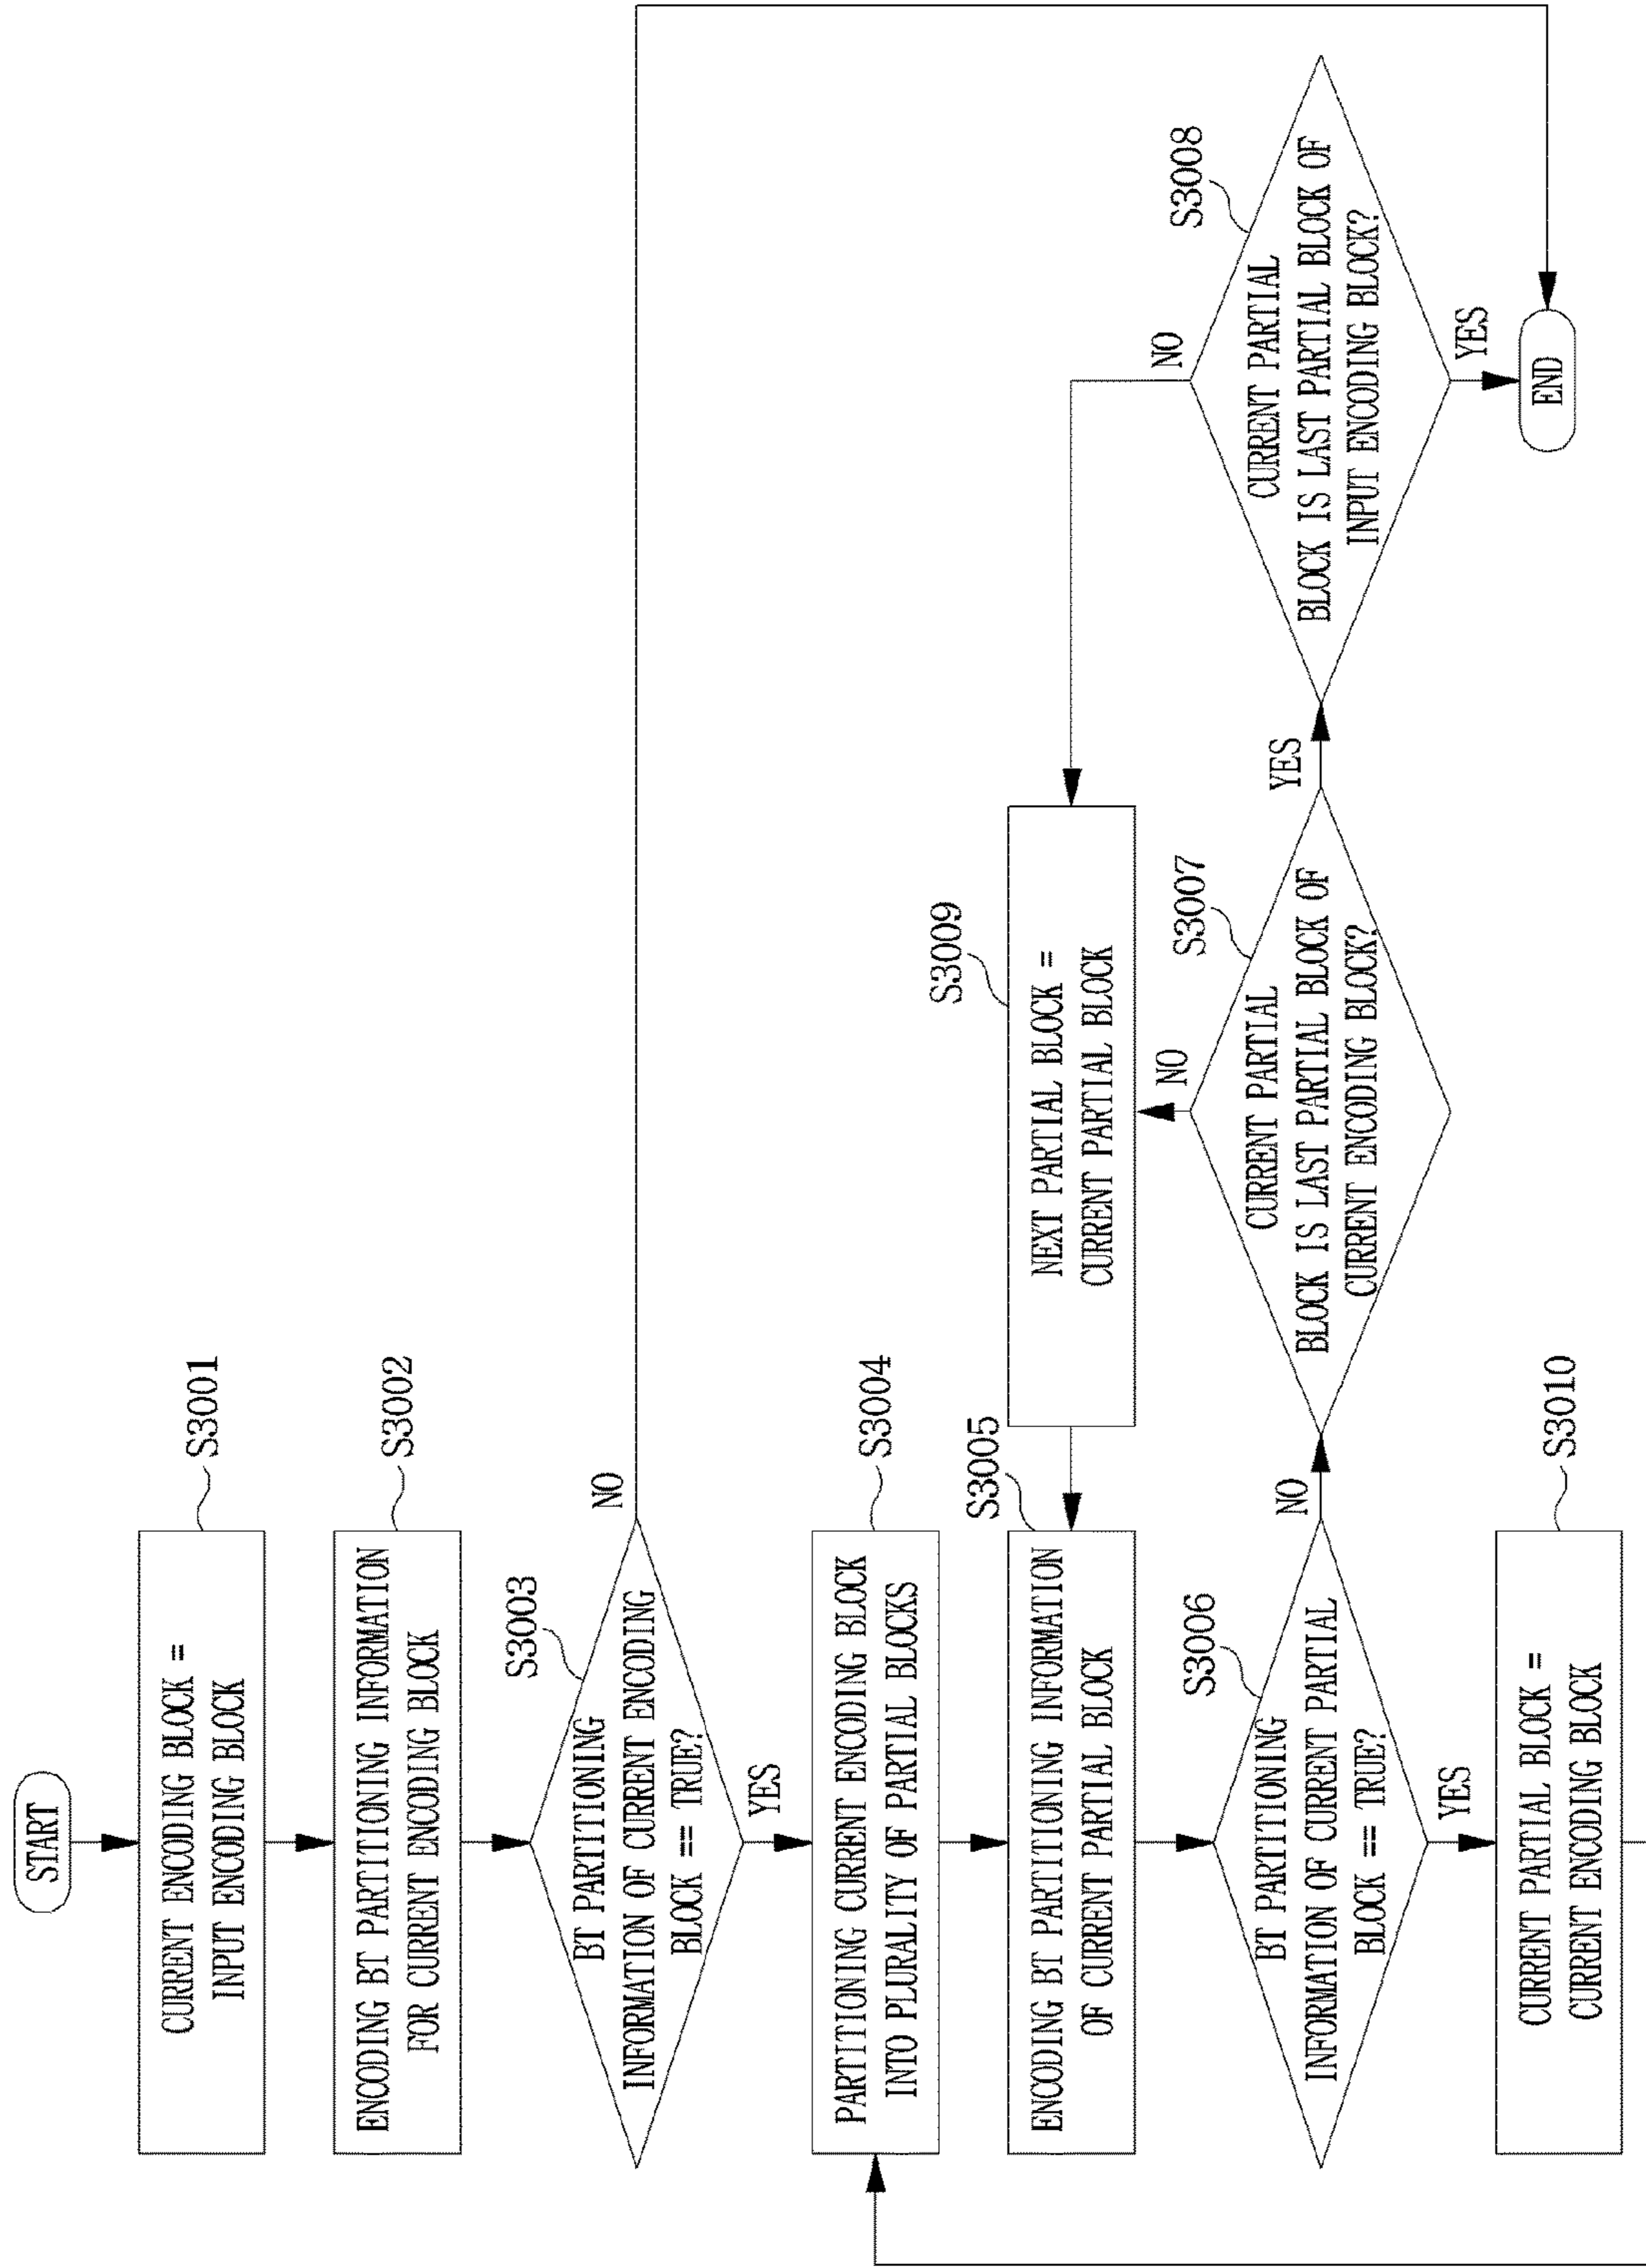 START
CURRENT ENCODING BLOCK =
INPUT ENCODING BLOCK
S3001
ENCODING BT PARTITIONING INFORMATION
FOR CURRENT ENCODING BLOCK
S3002
BT PARTITIONING
INFORMATION OF CURRENT ENCODING
BLOCK == TRUE?
S3003
NO
YES
PARTITIONING CURRENT ENCODING BLOCK
INTO PLURALITY OF PARTIAL BLOCKS
S3004
ENCODING BT PARTITIONING INFORMATION
OF CURRENT PARTIAL BLOCK
S3005
NEXT PARTIAL BLOCK =
CURRENT PARTIAL BLOCK
S3009
BT PARTITIONING
INFORMATION OF CURRENT PARTIAL
BLOCK == TRUE?
S3006
NO
YES
CURRENT PARTIAL
BLOCK IS LAST PARTIAL BLOCK OF
CURRENT ENCODING BLOCK?
S3007
NO
YES
CURRENT PARTIAL
BLOCK IS LAST PARTIAL BLOCK OF
INPUT ENCODING BLOCK?
S3008
NO
YES
CURRENT PARTIAL BLOCK =
CURRENT ENCODING BLOCK
S3010
END